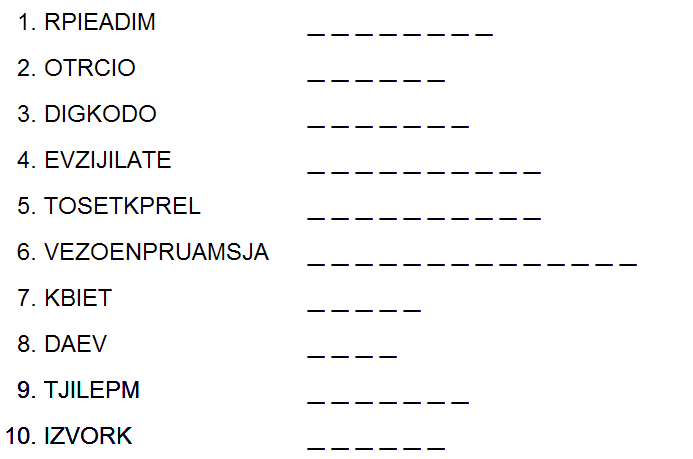 1. RPIEADIM _ _ _ _ _ _ _ _
2. OTRCIO _ _ _ _ _ _
3. DIGKODO _ _ _ _ _ _ _
4. EVZIJILATE _ _ _ _ _ _ _ _ _ _
5. TOSETKPREL _ _ _ _ _ _ _ _ _ _
6. VEZOENPRUAMSJA _ _ _ _ _ _ _ _ _ _ _ _ _ _
7. KBIET _ _ _ _ _
8. DAEV _ _ _ _
9. TJILEPM _ _ _ _ _ _ _
10. IZVORK _ _ _ _ _ _